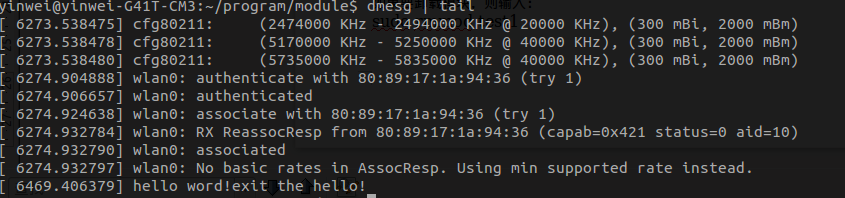 yinwei@yinwei-G41T-CM3:~/program/module$ dmesg | tail
[ 6273.538475] cfg80211:     (2474000 KHz - 2494000 KHz @ 20000 KHz), (300 mBi, 2000 mBm)
[ 6273.538478] cfg80211:     (5170000 KHz - 5250000 KHz @ 40000 KHz), (300 mBi, 2000 mBm)
[ 6273.538480] cfg80211:     (5735000 KHz - 5835000 KHz @ 40000 KHz), (300 mBi, 2000 mBm)
[ 6274.904888] wlan0: authenticate with 80:89:17:1a:94:36 (try 1)
[ 6274.906657] wlan0: authenticated
[ 6274.924638] wlan0: associate with 80:89:17:1a:94:36 (try 1)
[ 6274.932784] wlan0: RX ReassocResp from 80:89:17:1a:94:36 (capab=0x421 status=0 aid=10)
[ 6274.932790] wlan0: associated
[ 6274.932797] wlan0: No basic rates in AssocResp. Using min supported rate instead.
[ 6469.406379] hello word!exit the hello!